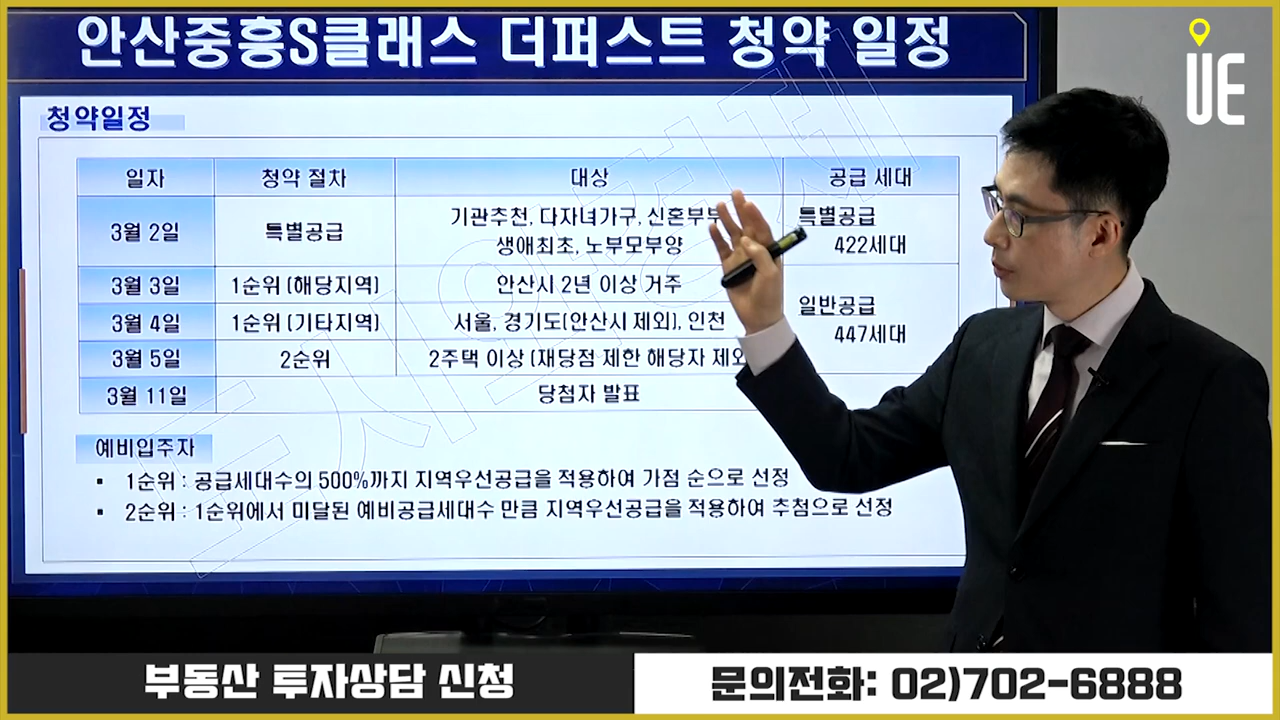 안산중흥S클래스 더퍼스트 청약 일정
UE
청약일정
일자 청약 절차 대상 공급 세대
3월 2일 특별공급 기관추천, 다자녀가구, 신혼부부
생애최초, 노부모부양
특별공급
422세대
3월 3일 1순위 (해당지역) 안산시 2년 이상 거주
3월 4일 1순위 (기타지역) 서울, 경기도(안산시 제외), 인천
일반공급
447세대
3월 5일 2순위 2주택 이상 (재당점 제한 해당자 제외
3월 11일 당첨자 발표
예비입주자
▪ 1순위 : 공급세대수의 500%까지 지역우선공급을 적용하여 가점 순으로 선정
▪ 2순위 : 1순위에서 미달된 예비공급세대수 만큼 지역우선공급을 적용하여 추첨으로 선정
도시와경제
부동산 투자상담 신청
문의전화: 02)702-6888